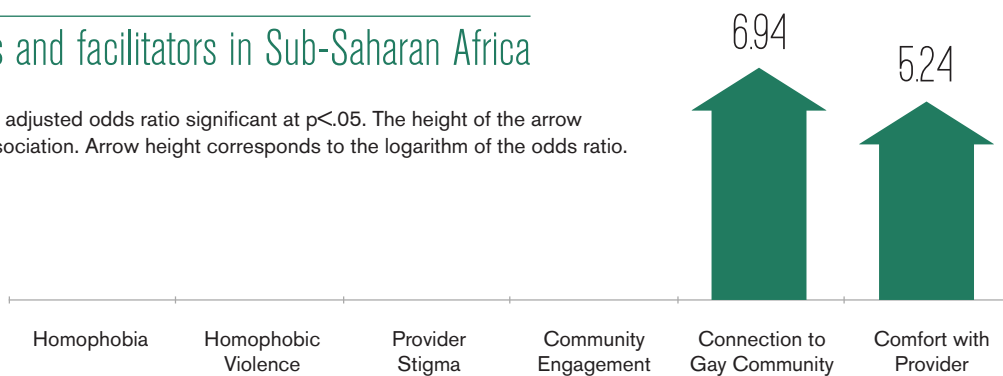 and facilitators in Sub-Saharan Africa
adjusted odds ratio significant at p<.05. The height of the arrow
Arrow height corresponds to the logarithm of the odds ratio.
6.94
5.24
Homophobia
Homophobic
Violence
Provider
Stigma
Community
Engagement
Connection to
Gay Community
Comfort with
Provider